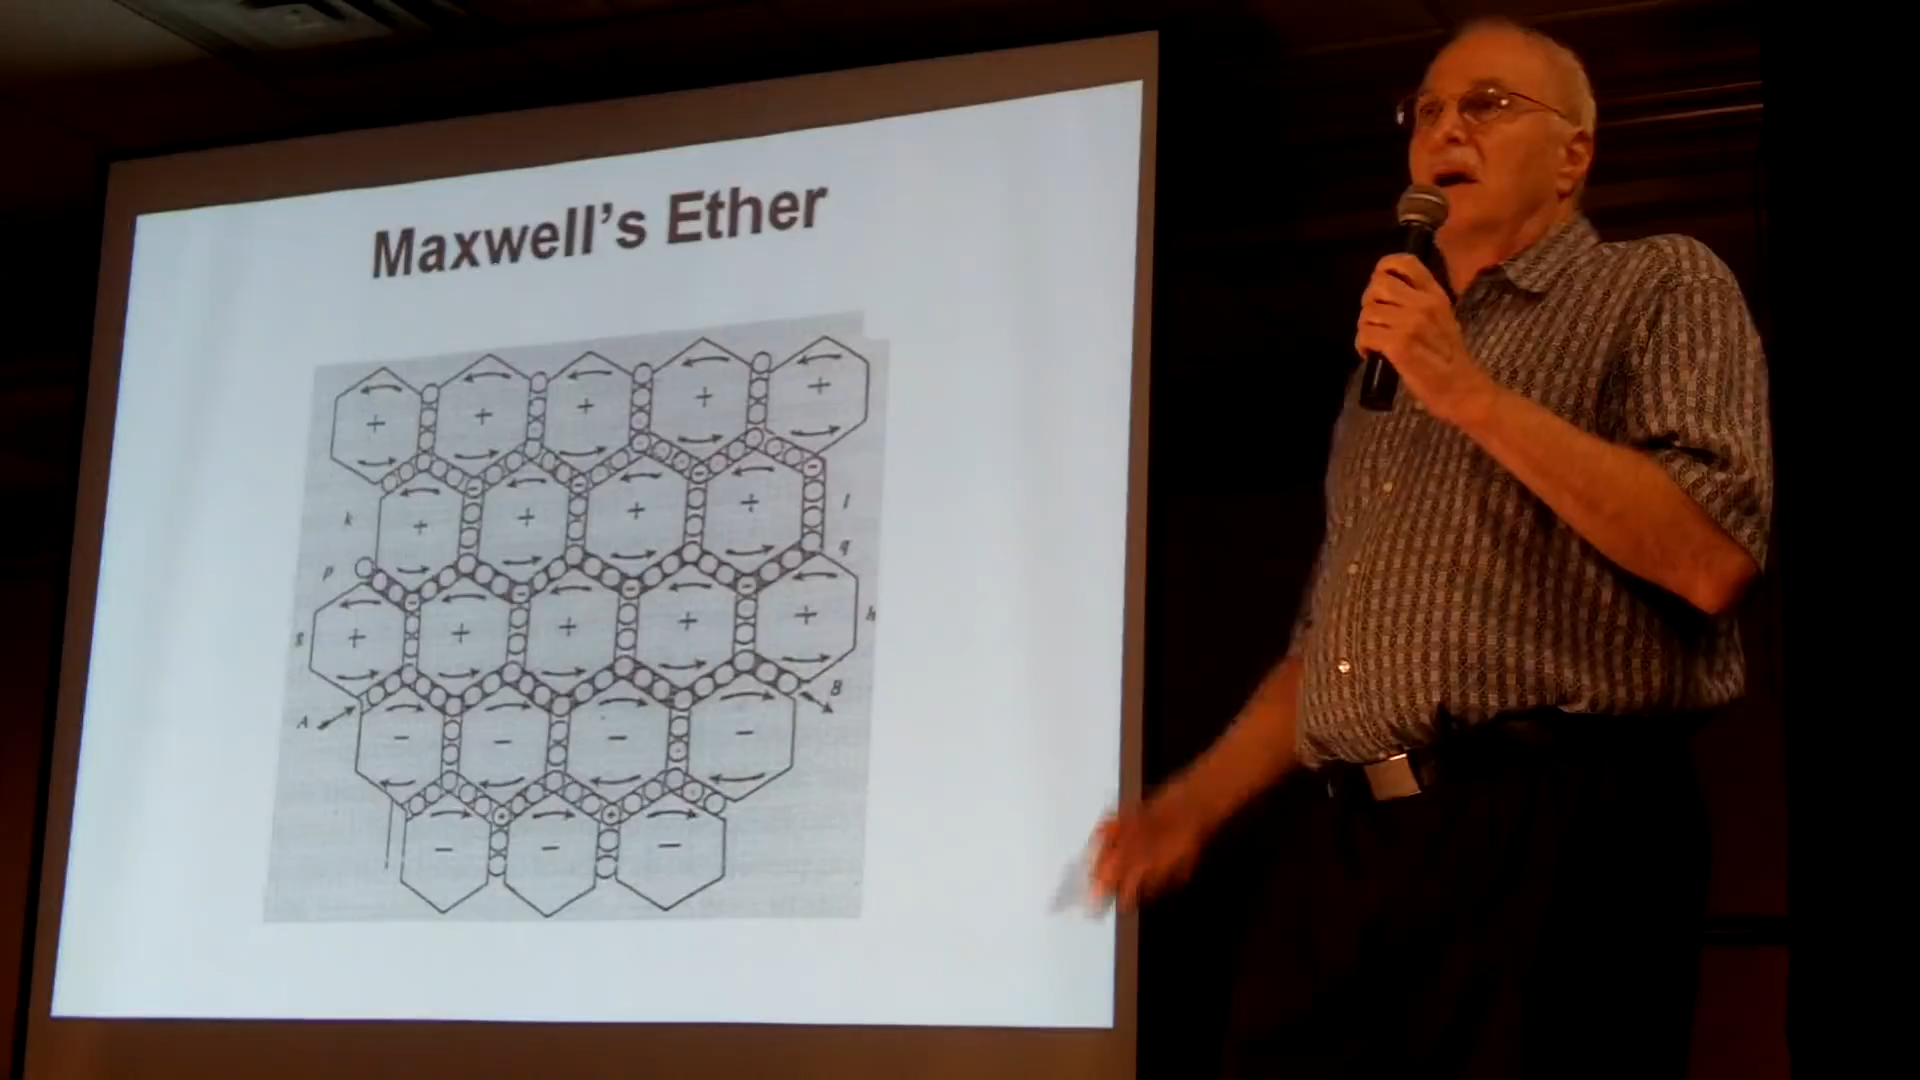 Maxwell's Ether
+ + + + +
k + + + + l
p q
g + + + + + h
A B
− − − −
− − −